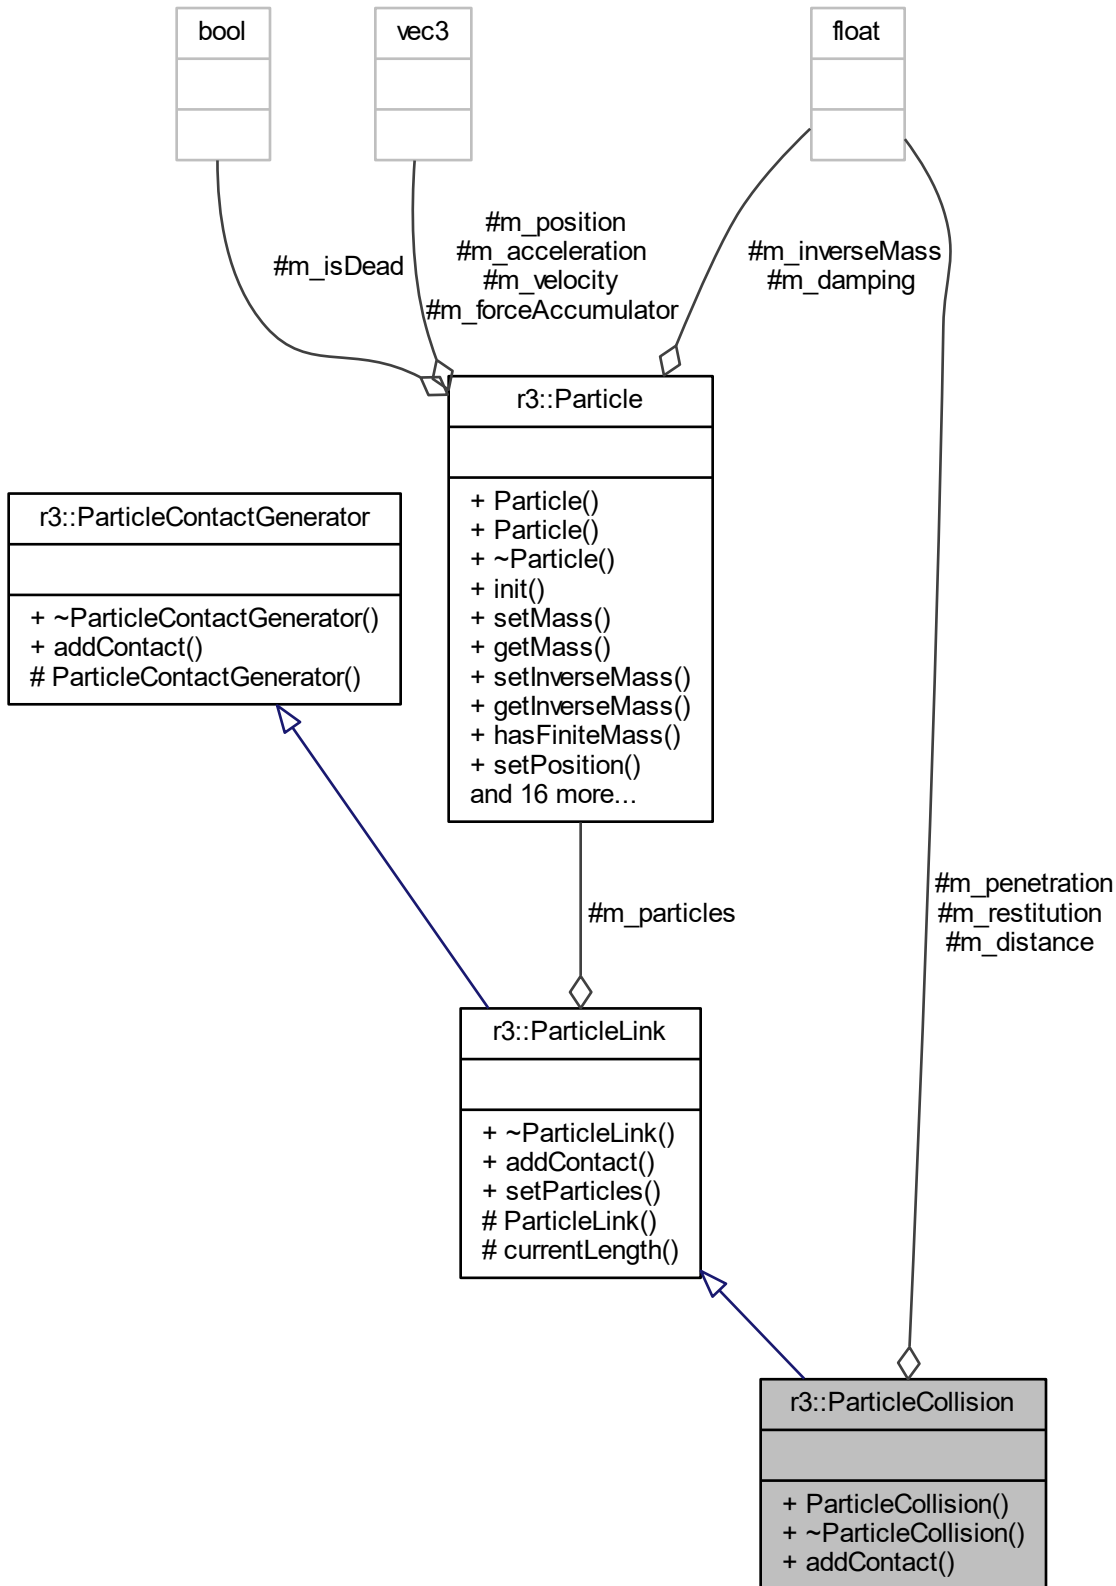 bool
vec3
float
#m_isDead
#m_position
#m_acceleration
#m_velocity
#m_forceAccumulator
#m_inverseMass
#m_damping
r3::Particle
+ Particle()
+ Particle()
+ ~Particle()
+ init()
+ setMass()
+ getMass()
+ setInverseMass()
+ getInverseMass()
+ hasFiniteMass()
+ setPosition()
and 16 more...
r3::ParticleContactGenerator
+ ~ParticleContactGenerator()
+ addContact()
# ParticleContactGenerator()
#m_particles
#m_penetration
#m_restitution
#m_distance
r3::ParticleLink
+ ~ParticleLink()
+ addContact()
+ setParticles()
# ParticleLink()
# currentLength()
r3::ParticleCollision
+ ParticleCollision()
+ ~ParticleCollision()
+ addContact()